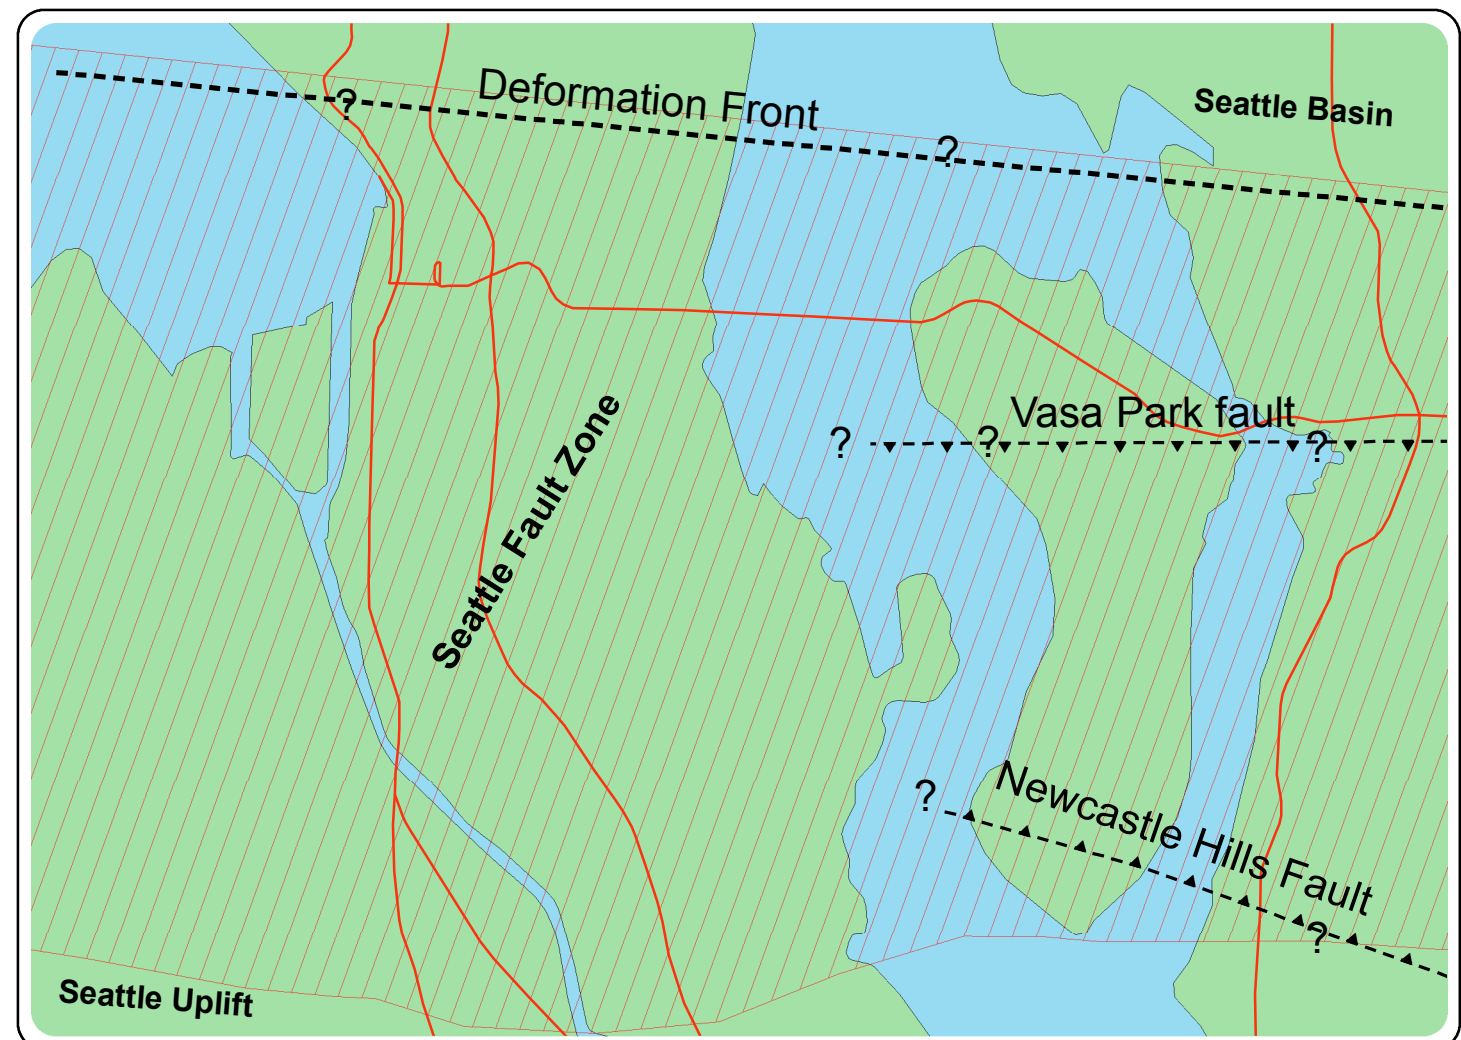 Deformation Front
Seattle Basin
?
?
Vasa Park fault
?
?
?
Seattle Fault Zone
Newcastle Hills Fault
?
?
Seattle Uplift